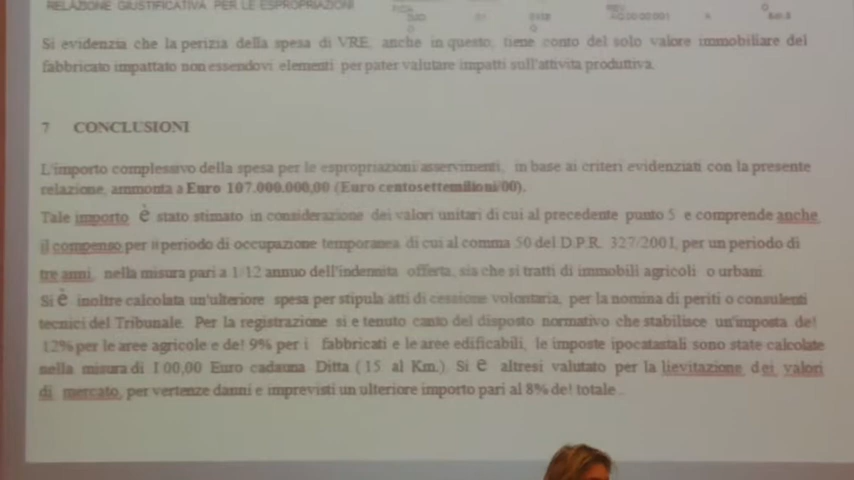 RELAZIONE GIUSTIFICATIVA PER LE ESPROPRIAZIONI
Si evidenzia che la perizia della spesa di VRE, anche in questo, tiene conto del solo valore immobiliare del
fabbricato impattato non essendovi elementi per pater valutare impatti sull'attivita produttiva.
7 CONCLUSIONI
L'importo complessivo della spesa per le espropriazioni asservimenti, in base ai criteri evidenziati con la presente
relazione, ammonta a Euro 107.000.000,00 (Euro centosettemilioni/00).
Tale importo è stato stimato in considerazione dei valori unitari di cui al precedente punto 5 e comprende anche
il compenso per il periodo di occupazione temporanea di cui al comma 50 del D.P.R. 327/2001, per un periodo di
tre anni, nella misura pari a 1/12 annuo dell'indennita offerta, sia che si tratti di immobili agricoli o urbani
Si è inoltre calcolata un'ulteriore spesa per stipula atti di cessione volontaria, per la nomina di periti o consulenti
tecnici del Tribunale. Per la registrazione si e tenuto canto del disposto normativo che stabilisce un'imposta de!
12% per le aree agricole e de! 9% per i fabbricati e le aree edificabili, le imposte ipocatastali sono state calcolate
nella misura di 100,00 Euro cadauna Ditta (15 al Km.). Si e altresi valutato per la lievitazione dei valori
di mercato, per vertenze danni e imprevisti un ulteriore importo pari al 8% de! totale